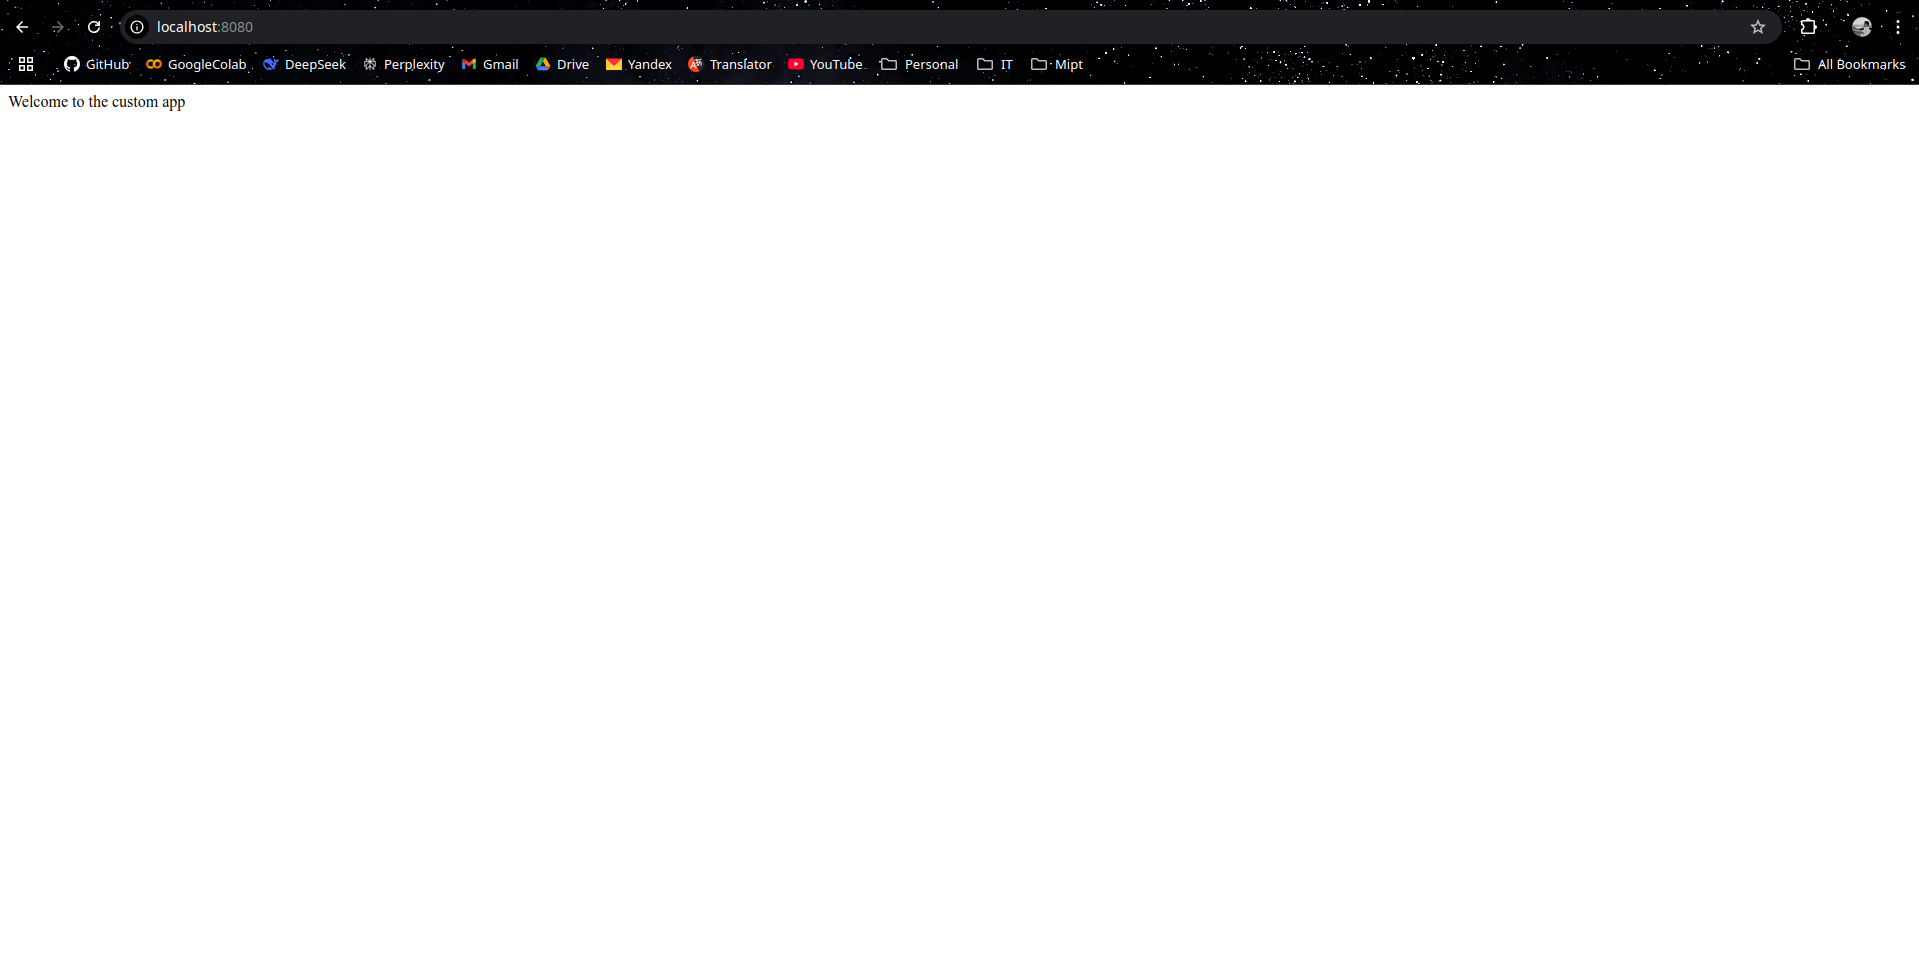 localhost:8080
GitHub GoogleColab DeepSeek Perplexity Gmail Drive Yandex Translator YouTube Personal IT Mipt All Bookmarks
Welcome to the custom app